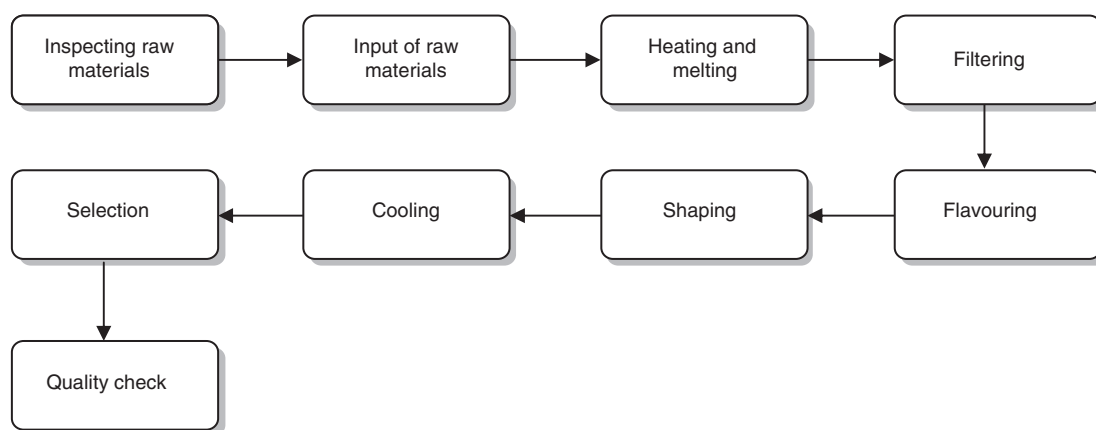 Inspecting raw
materials
Input of raw
materials
Heating and
melting
Filtering
Flavouring
Shaping
Cooling
Selection
Quality check